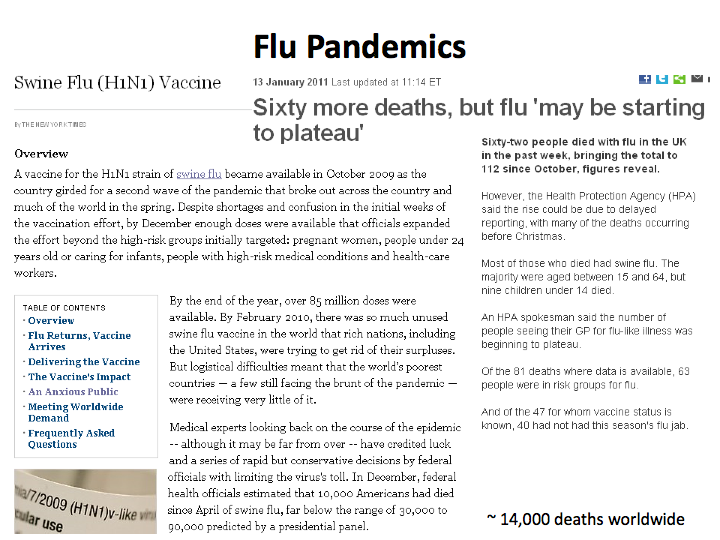 Flu Pandemics
Swine Flu (H1N1) Vaccine
13 January 2011 Last updated at 11:14 ET
Sixty more deaths, but flu 'may be starting
to plateau'
By THE NEW YORK TIMES
Overview
A vaccine for the H1N1 strain of swine flu became available in October 2009 as the
country girded for a second wave of the pandemic that broke out across the country and
much of the world in the spring. Despite shortages and confusion in the initial weeks of
the vaccination effort, by December enough doses were available that officials expanded
the effort beyond the high-risk groups initially targeted: pregnant women, people under 24
years old or caring for infants, people with high-risk medical conditions and health-care
workers.
TABLE OF CONTENTS
· Overview
· Flu Returns, Vaccine
Arrives
· Delivering the Vaccine
· The Vaccine's Impact
· An Anxious Public
· Meeting Worldwide
Demand
· Frequently Asked
Questions
By the end of the year, over 85 million doses were
available. By February 2010, there was so much unused
swine flu vaccine in the world that rich nations, including
the United States, were trying to get rid of their surpluses.
But logistical difficulties meant that the world's poorest
countries — a few still facing the brunt of the pandemic —
were receiving very little of it.
Medical experts looking back on the course of the epidemic
-- although it may be far from over -- have credited luck
and a series of rapid but conservative decisions by federal
officials with limiting the virus's toll. In December, federal
health officials estimated that 10,000 Americans had died
since April of swine flu, far below the range of 30,000 to
90,000 predicted by a presidential panel.
/7/2009 (H1N1)v-like
cular use
Sixty-two people died with flu in the UK
in the past week, bringing the total to
112 since October, figures reveal.
However, the Health Protection Agency (HPA)
said the rise could be due to delayed
reporting, with many of the deaths occurring
before Christmas.
Most of those who died had swine flu. The
majority were aged between 15 and 64, but
nine children under 14 died.
An HPA spokesman said the number of
people seeing their GP for flu-like illness was
beginning to plateau.
Of the 81 deaths where data is available, 63
people were in risk groups for flu.
And of the 47 for whom vaccine status is
known, 40 had not had this season's flu jab.
~ 14,000 deaths worldwide